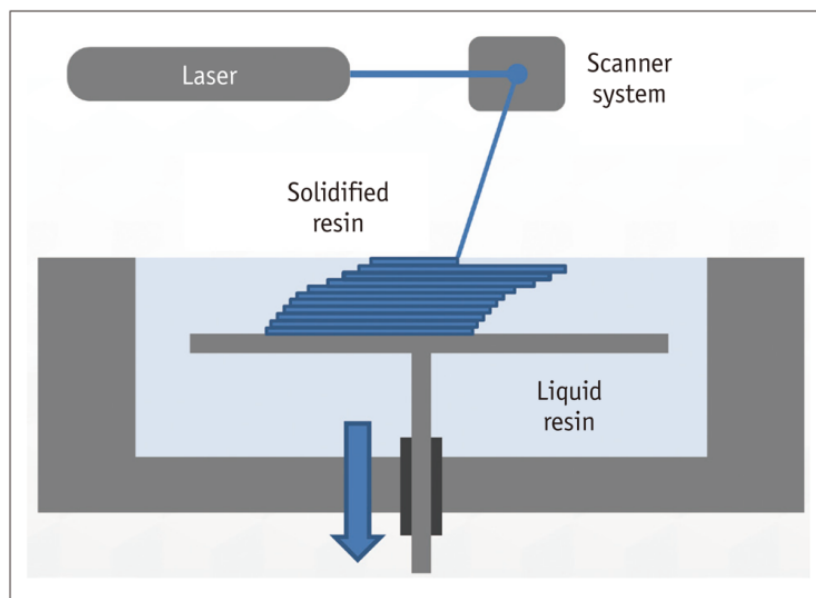 Laser
Scanner
system
Solidified
resin
Liquid
resin